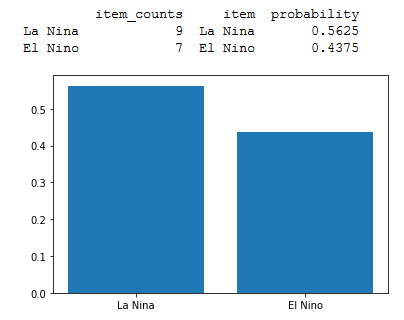 item_counts item probability
La Nina 9 La Nina 0.5625
El Nino 7 El Nino 0.4375
0.5
0.4
0.3
0.2
0.1
0.0
La Nina El Nino